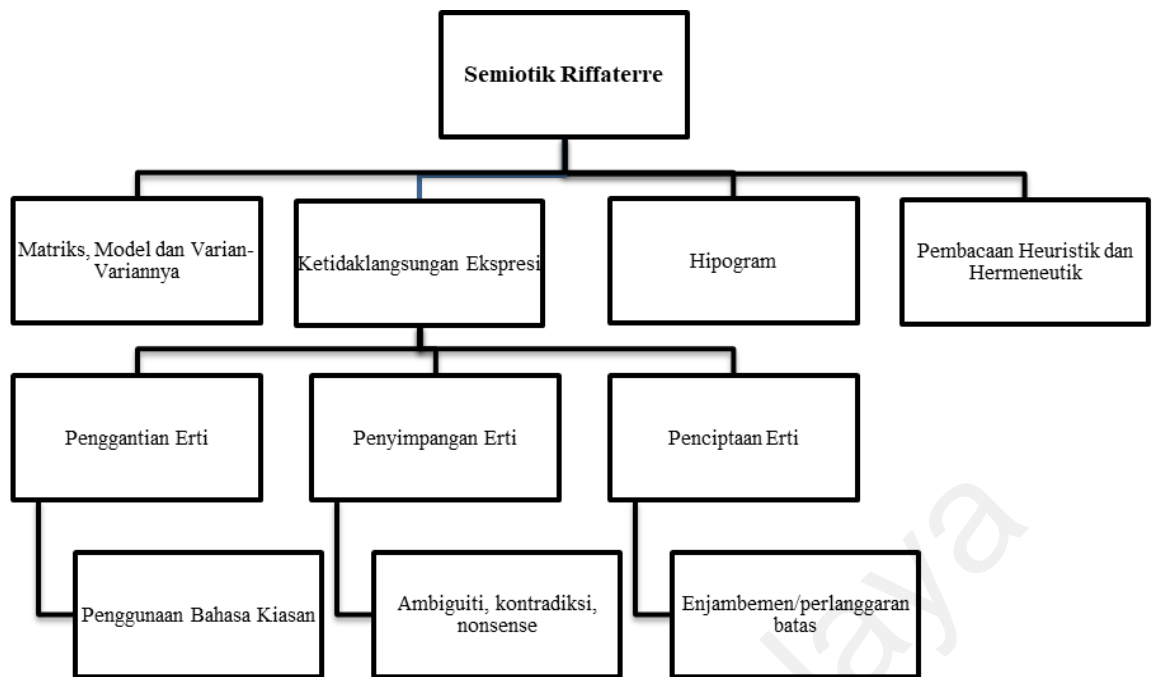 Semiotik Riffaterre
Matriks, Model dan Varian-
Variannya
Ketidaklangsungan Ekspresi
Hipogram
Pembacaan Heuristik dan
Hermeneutik
Penggantian Erti
Penyimpangan Erti
Penciptaan Erti
Penggunaan Bahasa Kiasan
Ambiguiti, kontradiksi,
nonsense
Enjambemen/perlanggaran
batas
laya